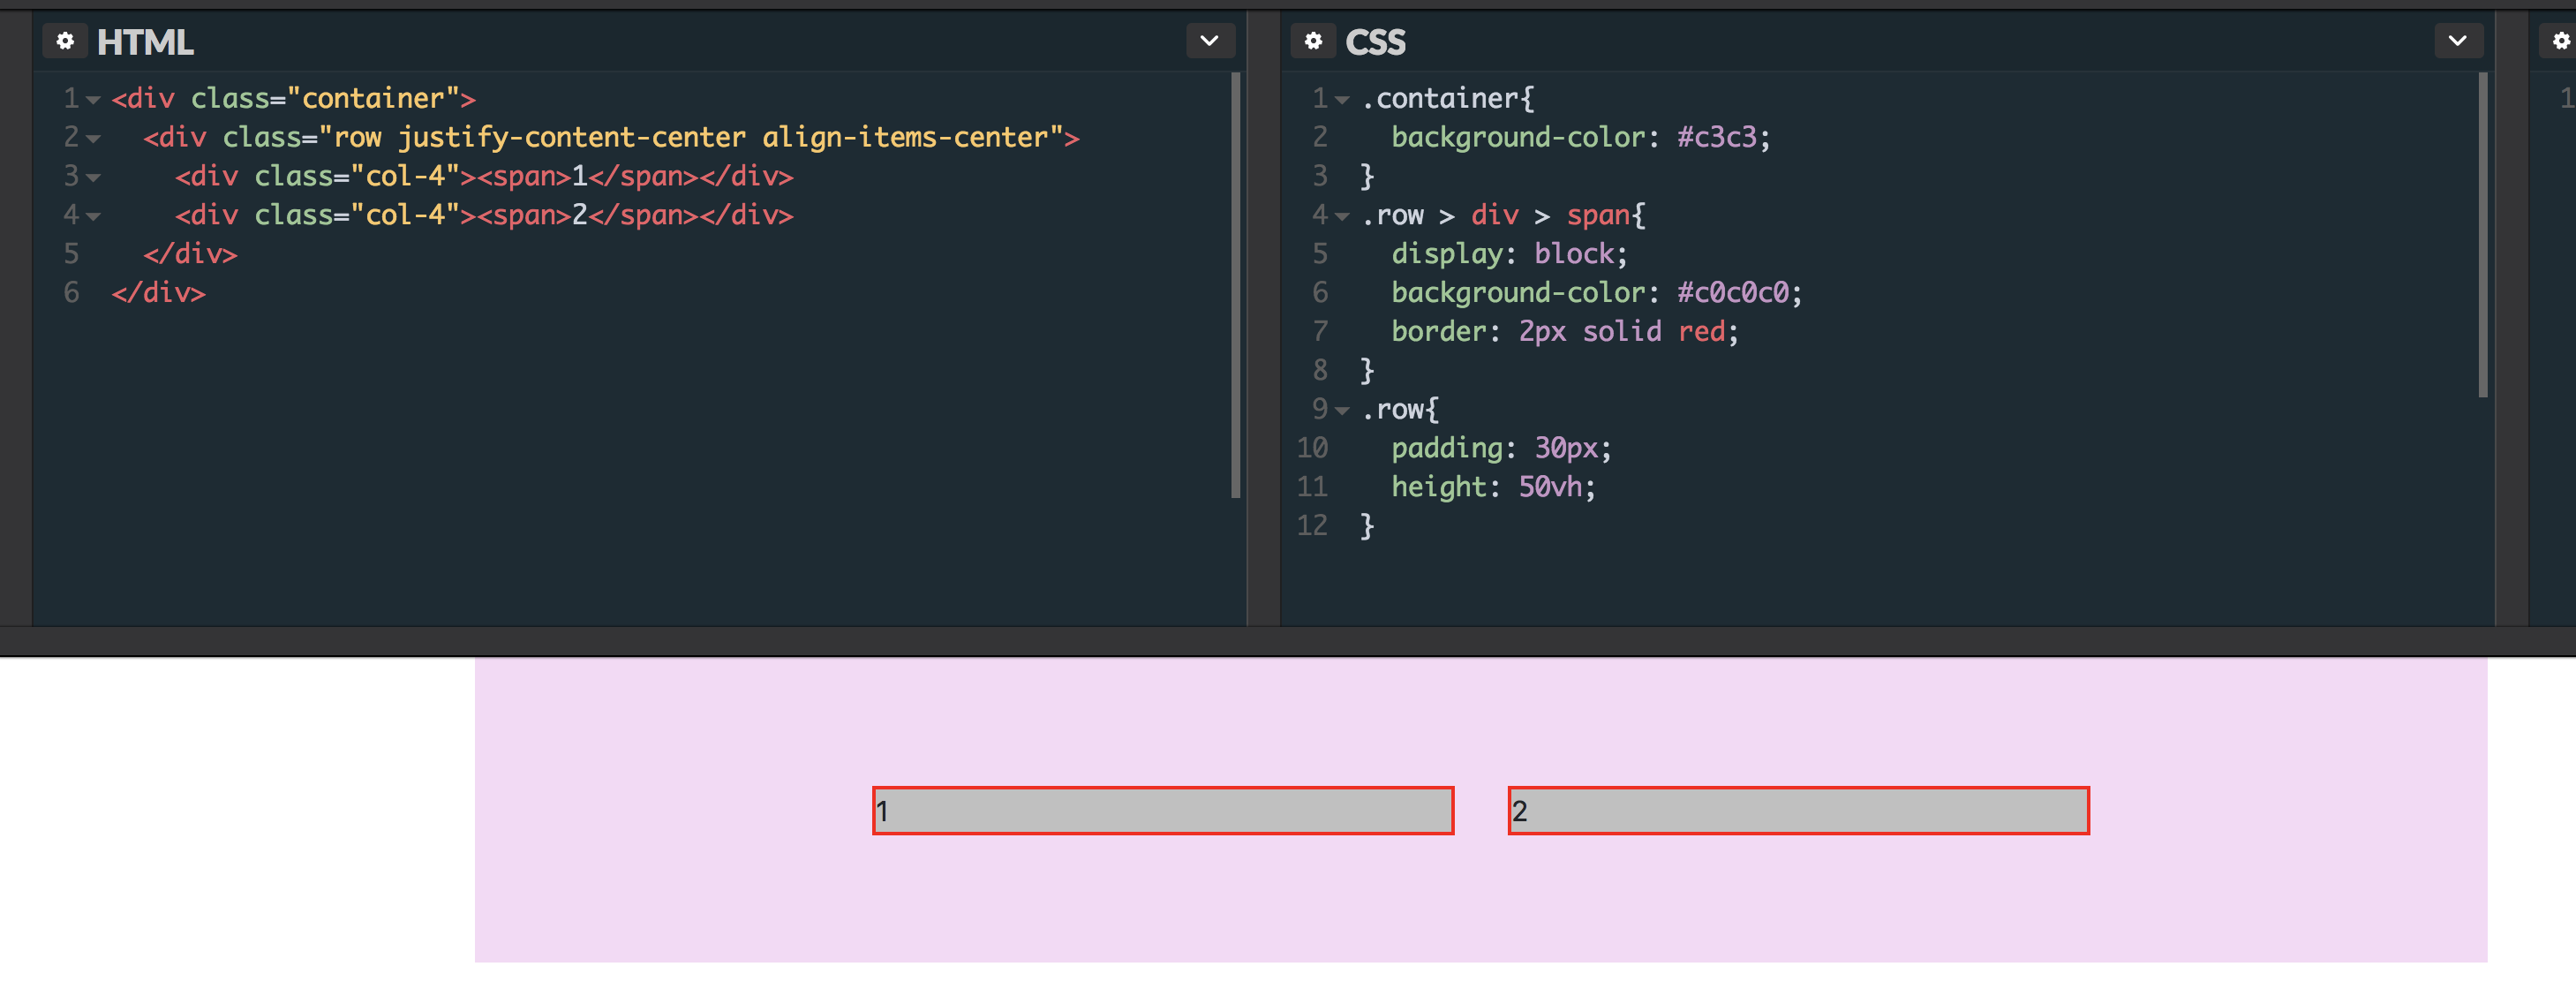 HTML
1 <div class="container">
2   <div class="row justify-content-center align-items-center">
3     <div class="col-4"><span>1</span></div>
4     <div class="col-4"><span>2</span></div>
5   </div>
6 </div>
CSS
1 .container{
2   background-color: #c3c3;
3 }
4 .row > div > span{
5   display: block;
6   background-color: #c0c0c0;
7   border: 2px solid red;
8 }
9 .row{
10   padding: 30px;
11   height: 50vh;
12 }
1
1
2